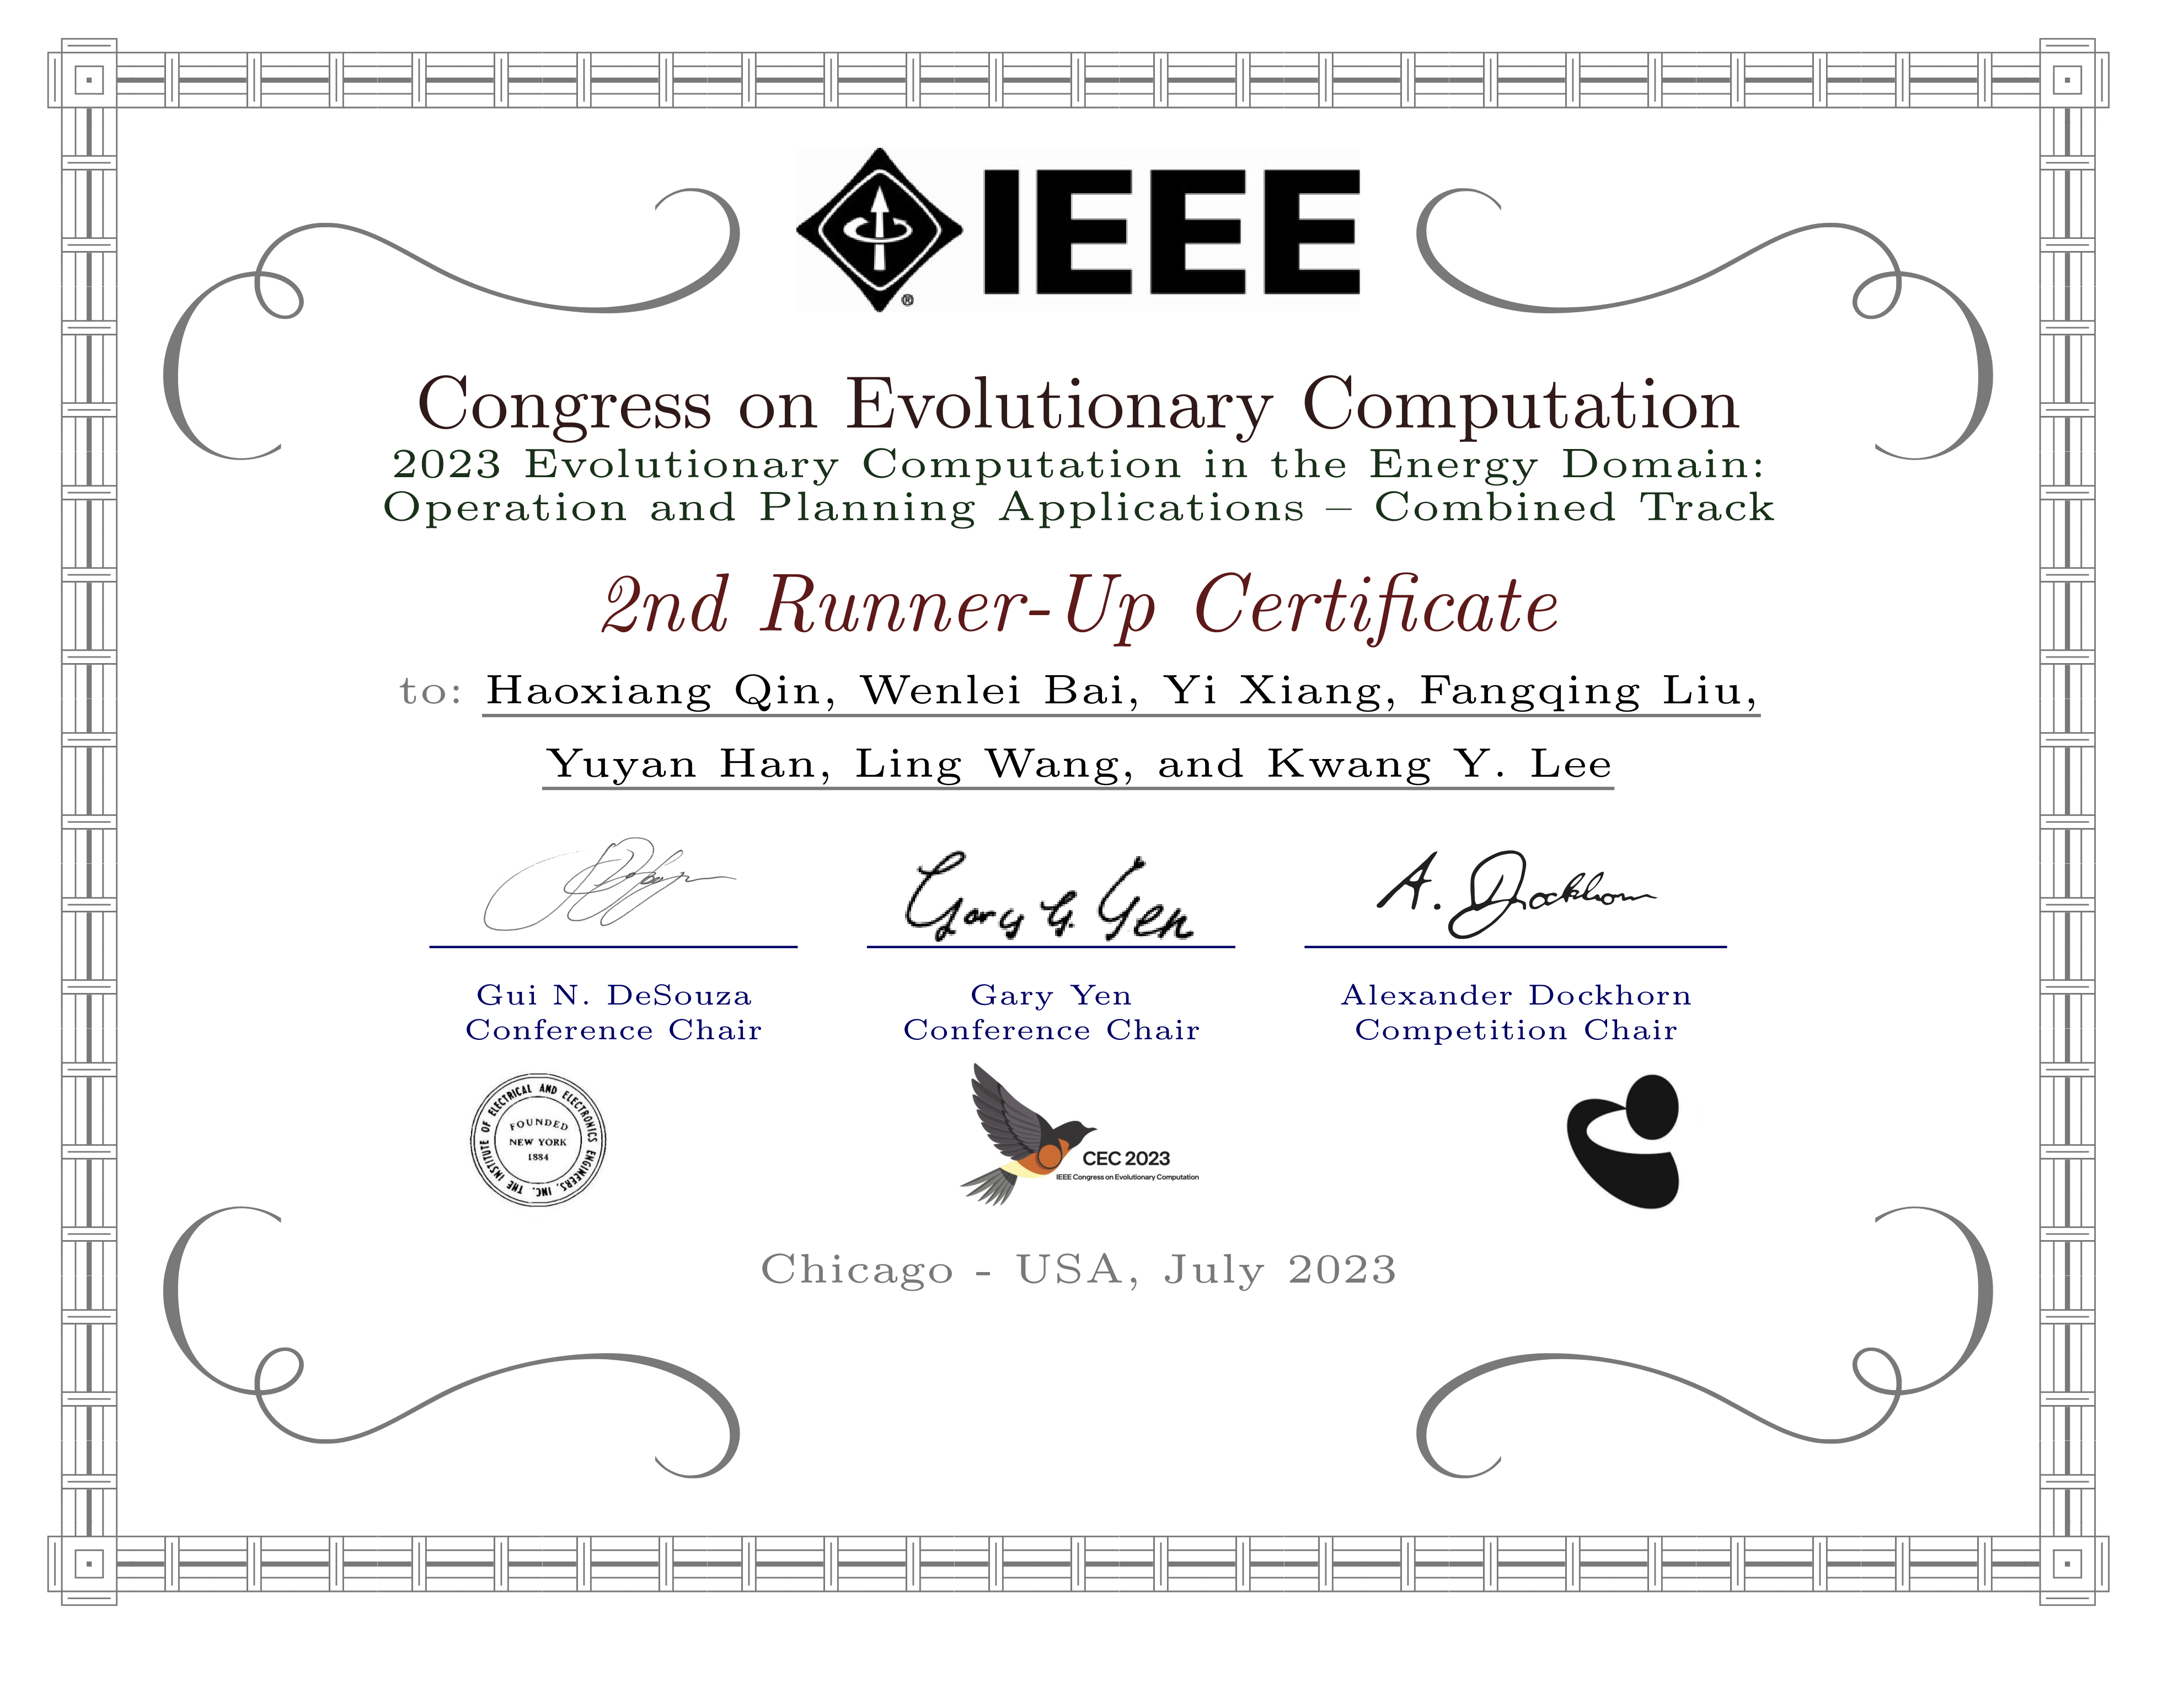 IEEE
®
Congress on Evolutionary Computation
2023 Evolutionary Computation in the Energy Domain:
Operation and Planning Applications – Combined Track
2nd Runner-Up Certificate
to: Haoxiang Qin, Wenlei Bai, Yi Xiang, Fangqing Liu,
Yuyan Han, Ling Wang, and Kwang Y. Lee
Gary G. Yen
A. Dockhorn
Gui N. DeSouza
Conference Chair
Gary Yen
Conference Chair
Alexander Dockhorn
Competition Chair
THE INSTITUTE OF ELECTRICAL AND ELECTRONICS ENGINEERS, INC.
FOUNDED
NEW YORK
1884
CEC 2023
IEEE Congress on Evolutionary Computation
Chicago - USA, July 2023